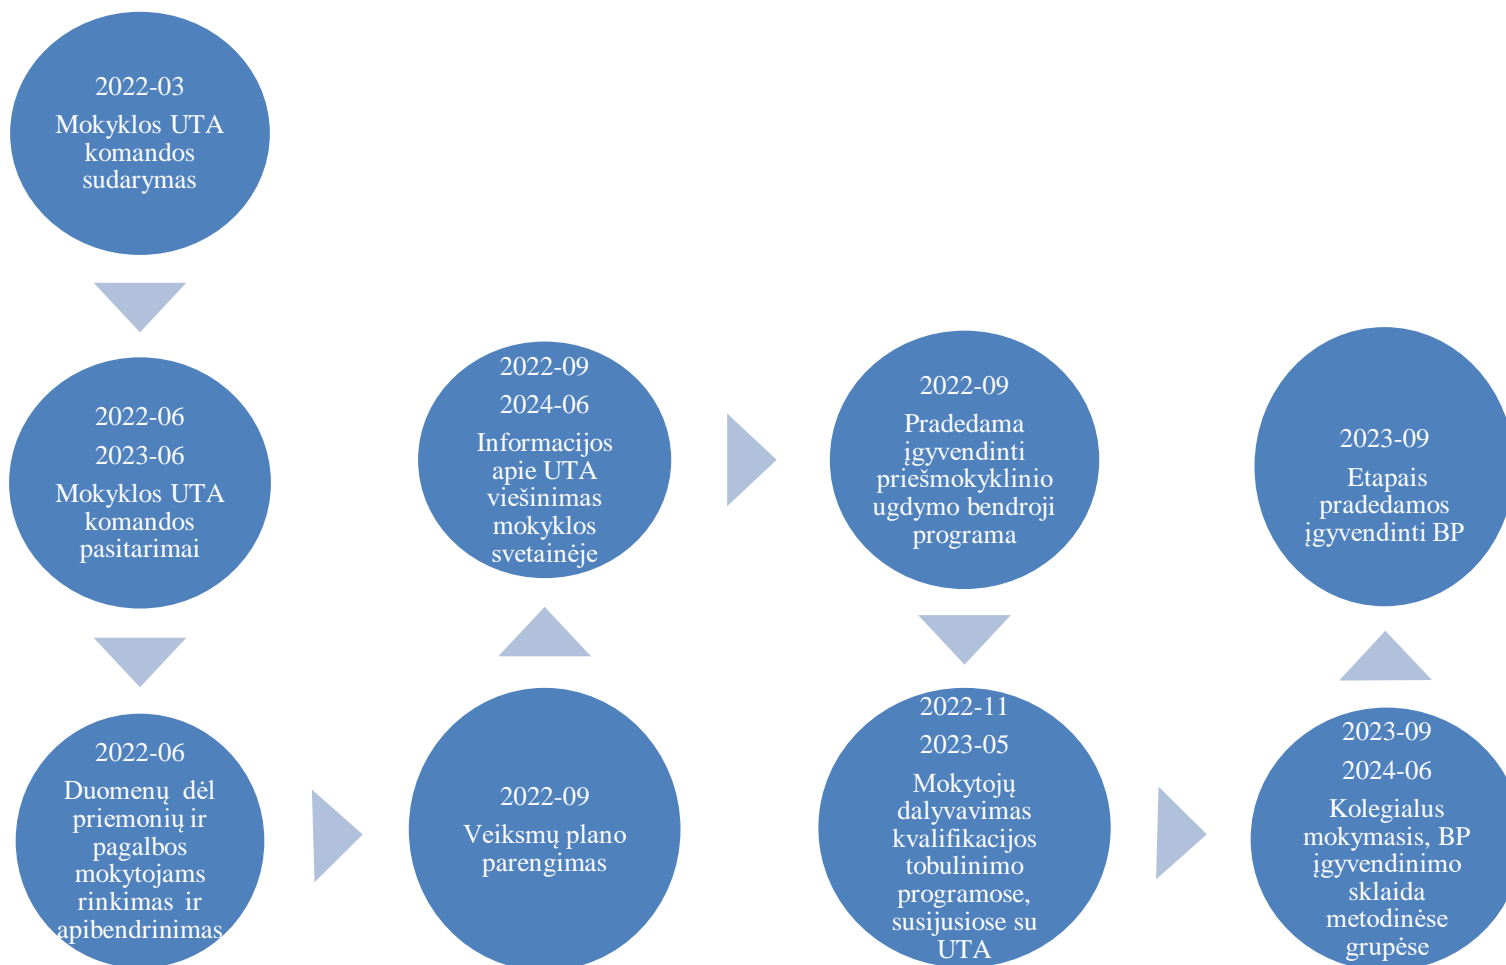 2022-03
Mokyklos UTA
komandos
sudarymas
2022-06
2023-06
Mokyklos UTA
komandos
pasitarimai
2022-06
Duomenų dėl
priemonių ir
pagalbos
mokytojams
rinkimas ir
apibendrinimas
2022-09
Veiksmų plano
parengimas
2022-09
2024-06
Informacijos
apie UTA
viešinimas
mokyklos
svetainėje
2022-09
Pradedama
įgyvendinti
priešmokyklinio
ugdymo bendroji
programa
2022-11
2023-05
Mokytojų
dalyvavimas
kvalifikacijos
tobulinimo
programose,
susijusiose su
UTA
2023-09
2024-06
Kolegialus
mokymasis, BP
įgyvendinimo
sklaida
metodinėse
grupėse
2023-09
Etapais
pradedamos
įgyvendinti BP